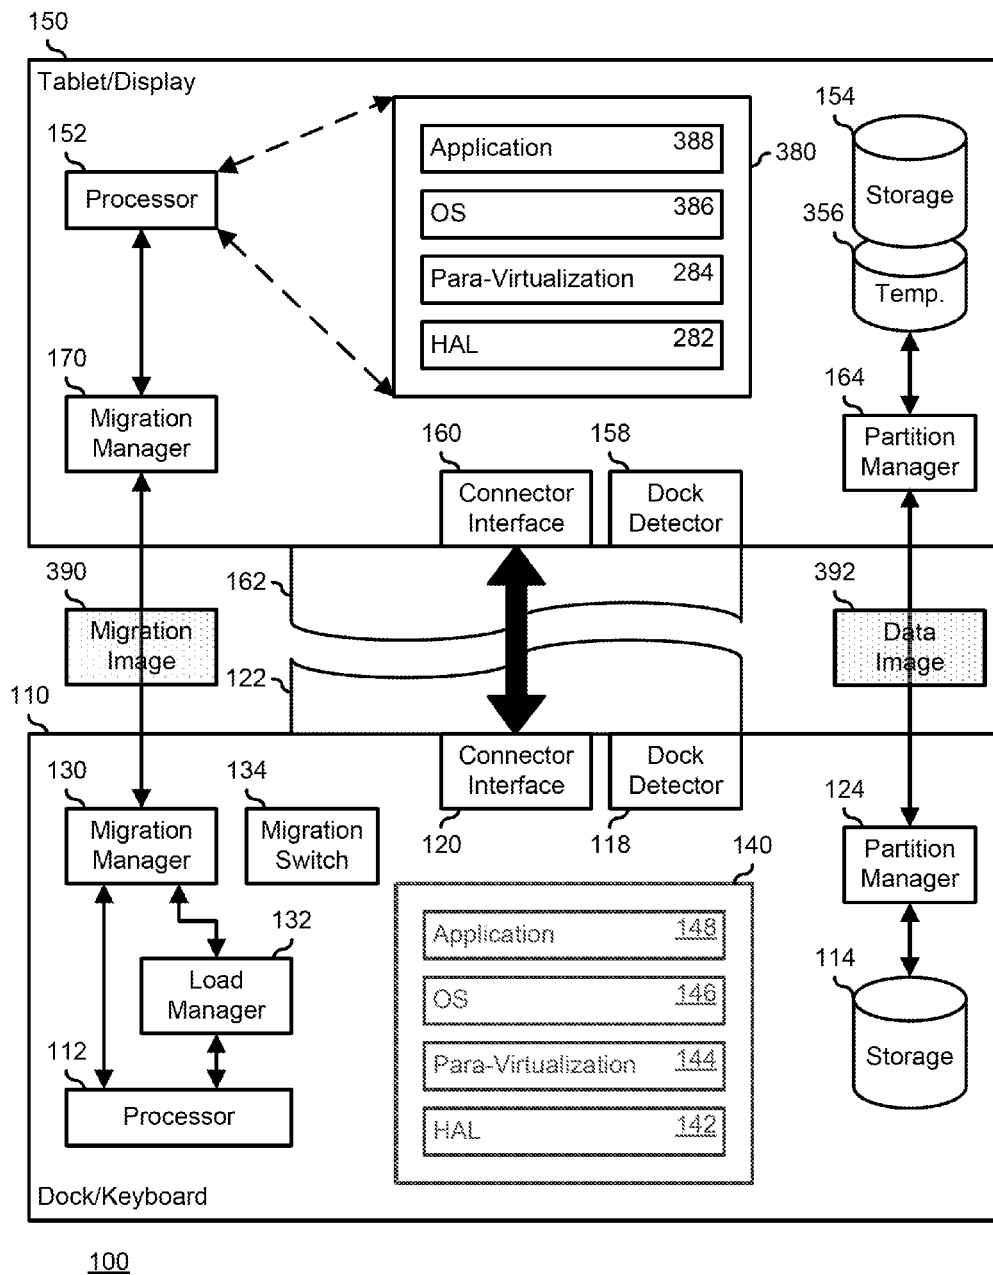 150
Tablet/Display
152
Processor
Application 388
OS 386
Para-Virtualization 284
HAL 282
380
154
Storage
356
Temp.
170
Migration
Manager
160
Connector
Interface
158
Dock
Detector
164
Partition
Manager
390
Migration
Image
162
122
392
Data
Image
110
130
Migration
Manager
134
Migration
Switch
Connector
Interface
120
Dock
Detector
118
140
124
Partition
Manager
132
Load
Manager
112
Processor
Application 148
OS 146
Para-Virtualization 144
HAL 142
114
Storage
Dock/Keyboard
100